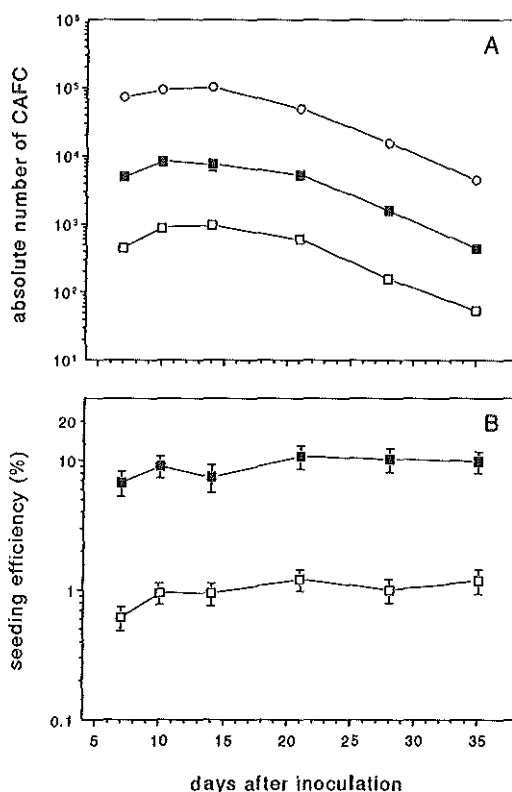 A
absolute number of CAFC
10⁶
10⁵
10⁴
10³
10²
10¹
B
seeding efficiency (%)
20
10
1
0.1
5 10 15 20 25 30 35
days after inoculation